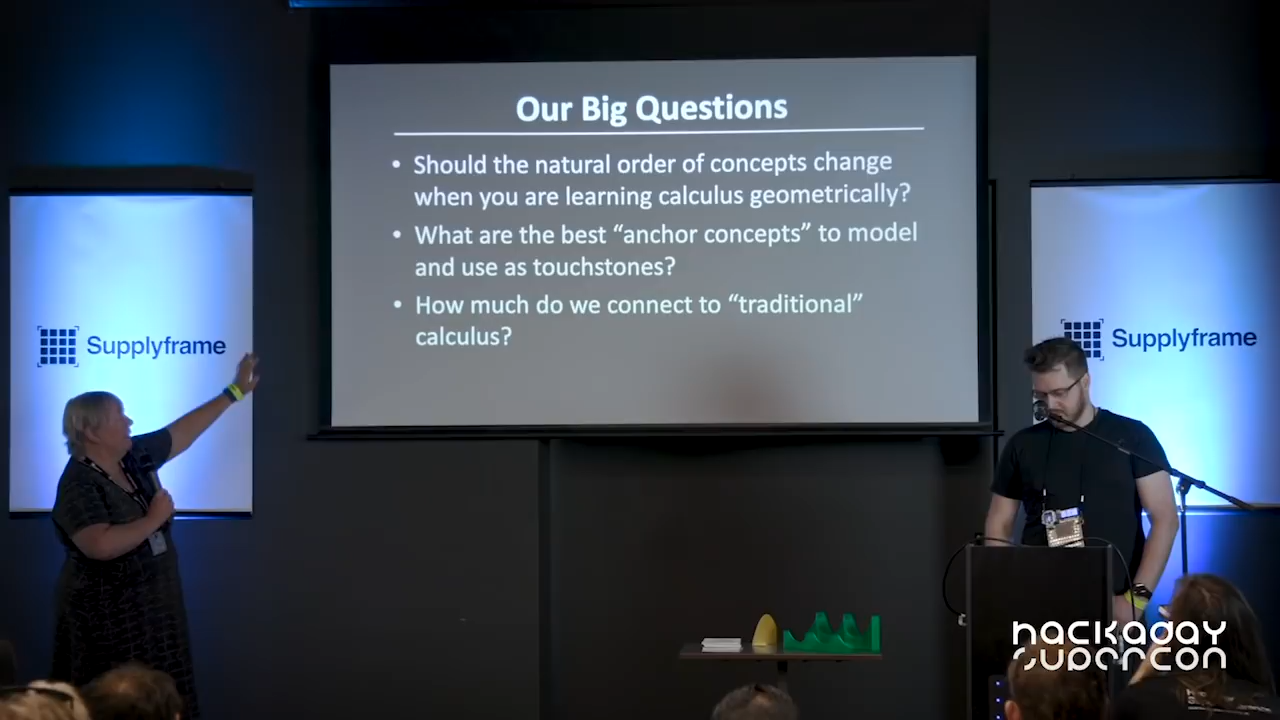 Our Big Questions
• Should the natural order of concepts change
when you are learning calculus geometrically?
• What are the best “anchor concepts” to model
and use as touchstones?
• How much do we connect to “traditional”
calculus?
Supplyframe
Supplyframe
hackaday
supercon